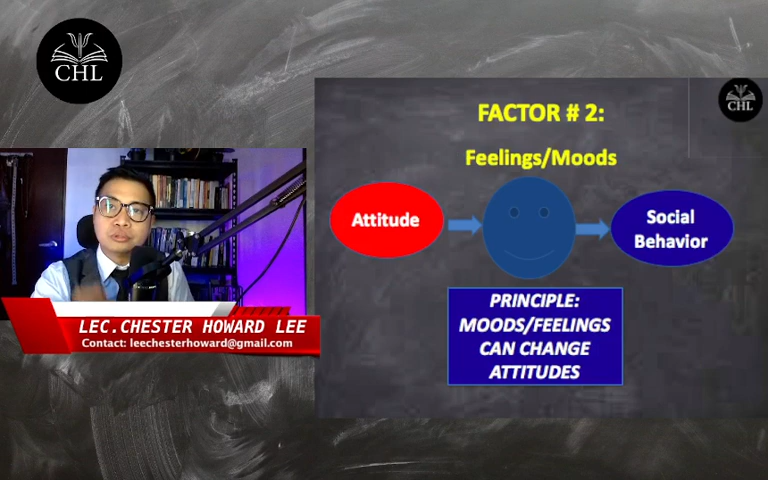 CHL
CHL
FACTOR # 2:
Feelings/Moods
Attitude
Social
Behavior
PRINCIPLE:
MOODS/FEELINGS
CAN CHANGE
ATTITUDES
LEC.CHESTER HOWARD LEE
Contact: leechesterhoward@gmail.com